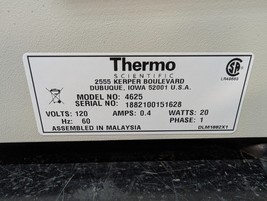 Thermo
SCIENTIFIC
2555 KERPER BOULEVARD
DUBUQUE, IOWA 52001 U.S.A.
MODEL NO: 4625
SERIAL NO: 1882100151628
VOLTS: 120 AMPS: 0.4 WATTS: 20
Hz: 60 PHASE: 1
ASSEMBLED IN MALAYSIA